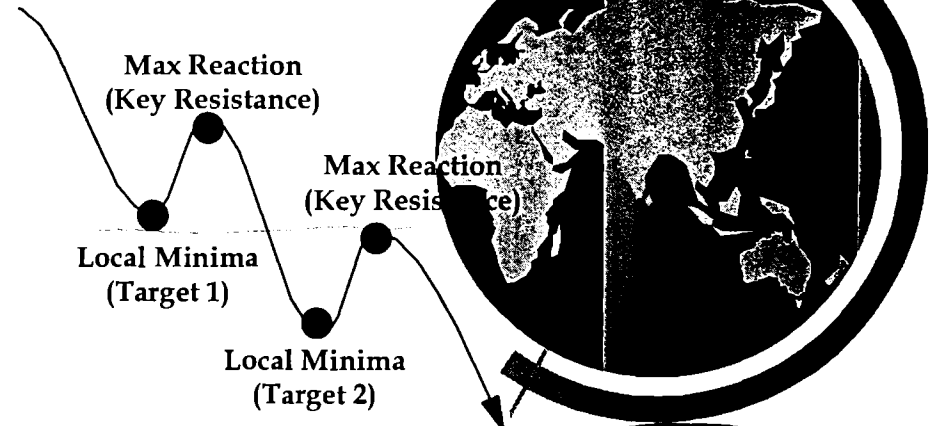 Max Reaction
(Key Resistance)
Max Reaction
(Key
Local Minima
(Target 1)
Local Minima
(Target 2)